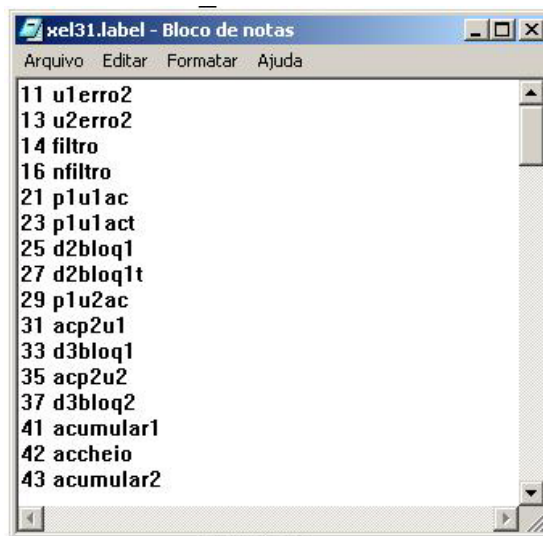 xel31.label - Bloco de notas
Arquivo Editar Formatar Ajuda
11 u1erro2
13 u2erro2
14 filtro
16 nfiltro
21 p1u1ac
23 p1u1act
25 d2bloq1
27 d2bloq1t
29 p1u2ac
31 acp2u1
33 d3bloq1
35 acp2u2
37 d3bloq2
41 acumular1
42 accheio
43 acumular2